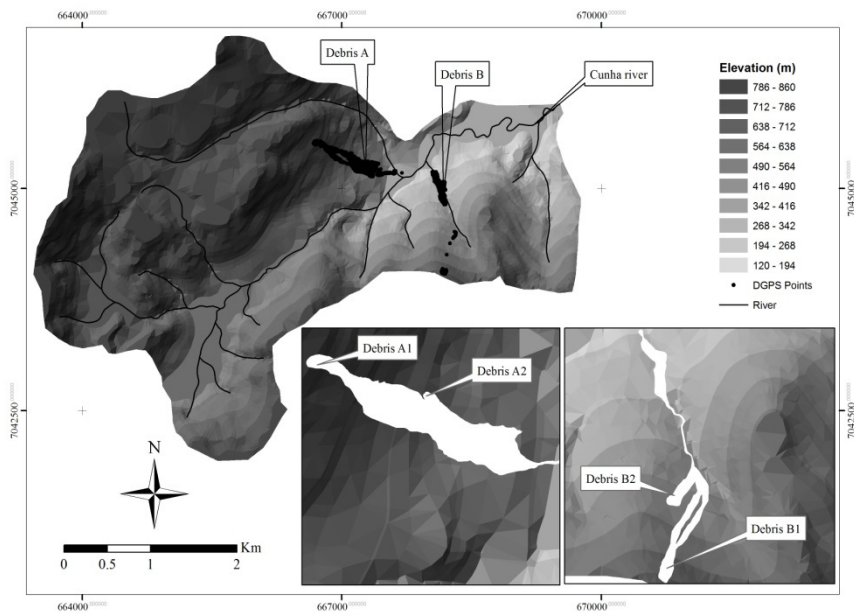 664000
667000
670000
Debris A
Debris B
Cunha river
Elevation (m)
786 - 860
712 - 786
638 - 712
564 - 638
490 - 564
416 - 490
342 - 416
268 - 342
194 - 268
120 - 194
DGPS Points
River
7045000
7045000
Debris A1
Debris A2
Debris B2
Debris B1
7042500
7042500
N
Km
0 0.5 1 2
664000
667000
670000